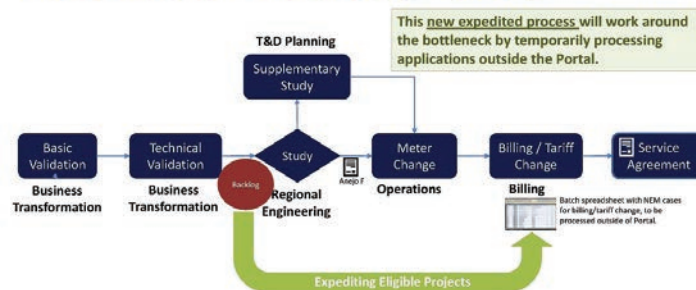 This new expedited process will work around
the bottleneck by temporarily processing
applications outside the Portal.
T&D Planning
Supplementary
Study
Basic
Validation
Technical
Validation
Study
Meter
Change
Billing / Tariff
Change
Service
Agreement
Business
Transformation
Business
Transformation
Backlog
Regional
Engineering
Anejo F
Operations
Billing
Batch spreadsheet with NEM cases
for billing/tariff change, to be
processed outside of Portal.
Expediting Eligible Projects